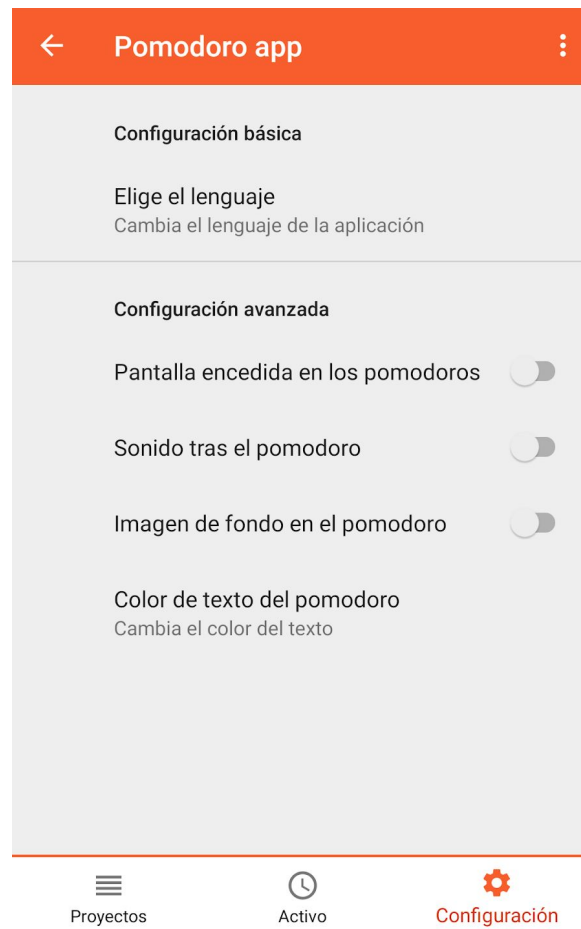 Pomodoro app
Configuración básica
Elige el lenguaje
Cambia el lenguaje de la aplicación
Configuración avanzada
Pantalla encedida en los pomodoros
Sonido tras el pomodoro
Imagen de fondo en el pomodoro
Color de texto del pomodoro
Cambia el color del texto
Proyectos
Activo
Configuración